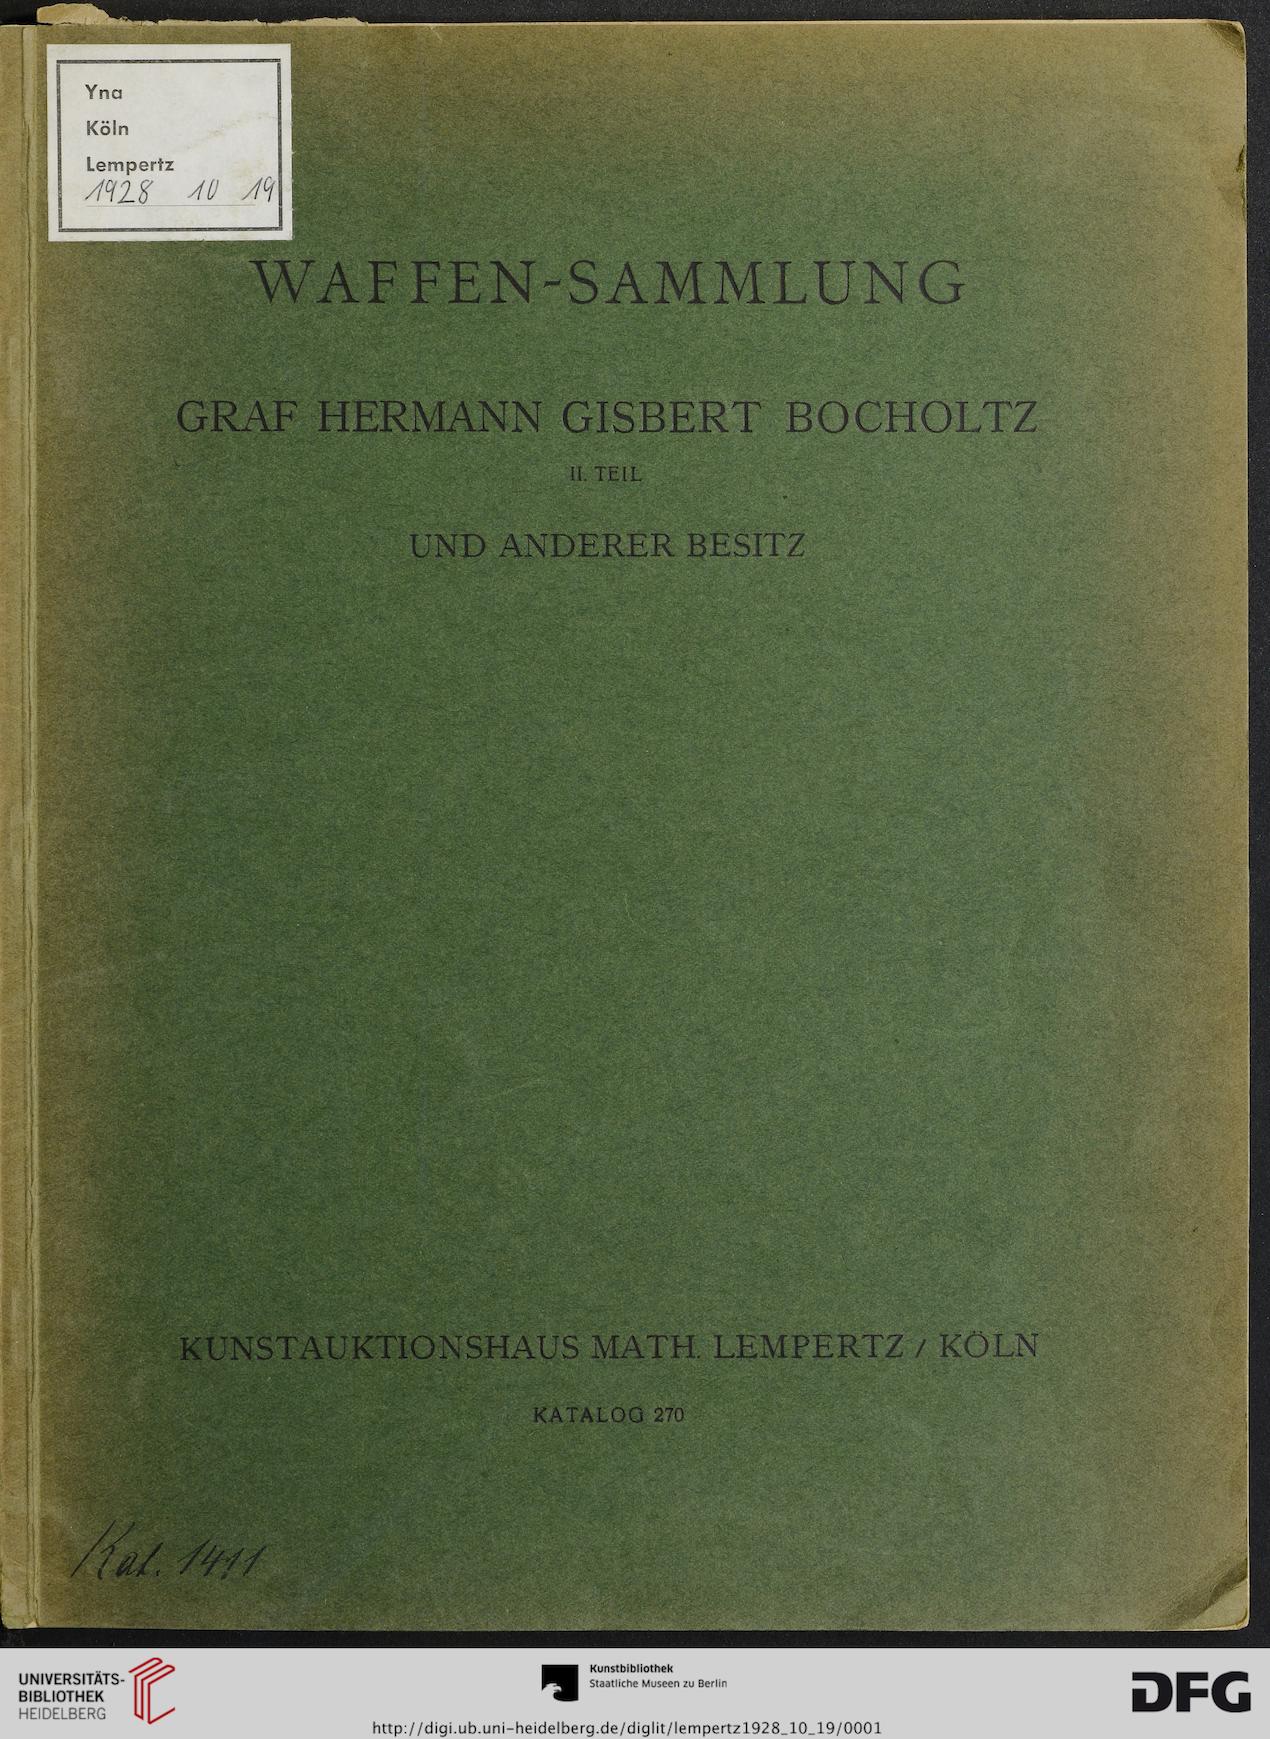 Yna
Köln
Lempertz
1928 10 19
WAFFEN-SAMMLUNG
GRAF HERMANN GISBERT BOCHOLTZ
II. TEIL
UND ANDERER BESITZ
KUNSTAUKTIONSHAUS MATH. LEMPERTZ / KÖLN
KATALOG 270
Kat. 1411
UNIVERSITÄTS-
BIBLIOTHEK
HEIDELBERG
Kunstbibliothek
Staatliche Museen zu Berlin
DFG
http://digi.ub.uni-heidelberg.de/diglit/lempertz1928_10_19/0001